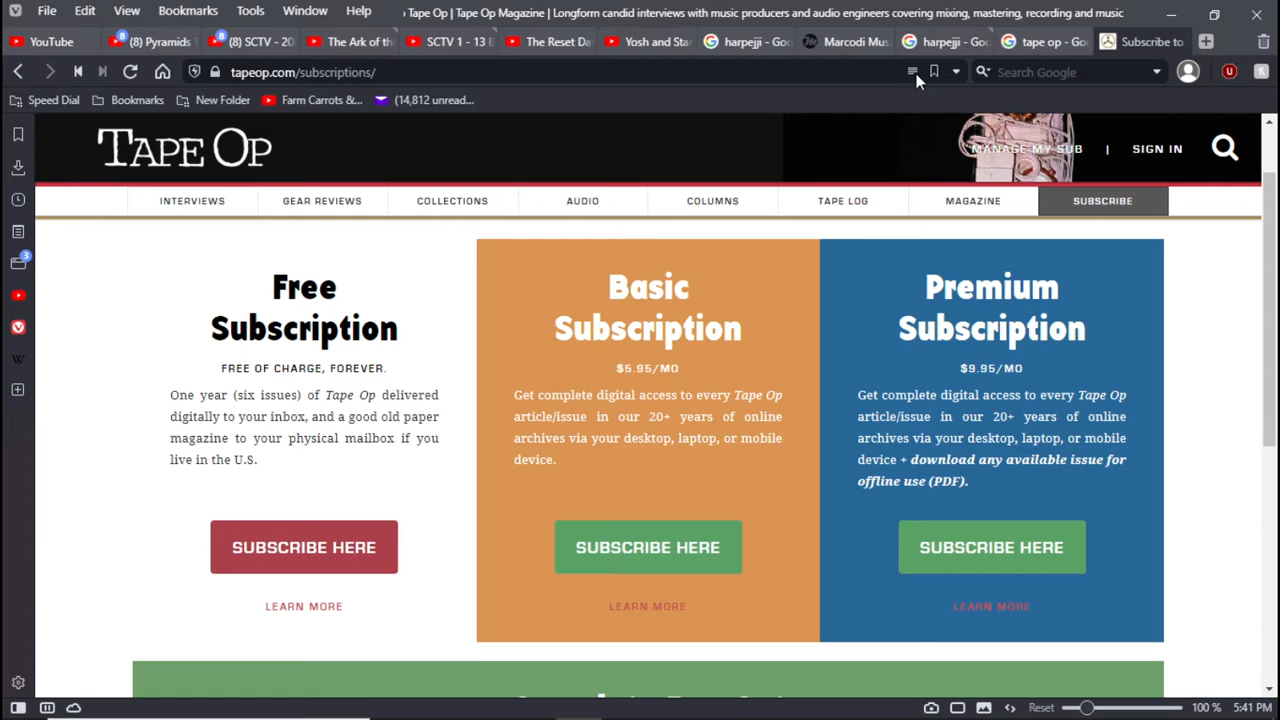 File Edit View Bookmarks Tools Window Help
Tape Op | Tape Op Magazine | Longform candid interviews with music producers and audio engineers covering mixing, mastering, recording and music
YouTube
8 (8) Pyramids
8 (8) SCTV - 20
The Ark of th
SCTV 1 - 13
The Reset Da
Yosh and Sta
harpejji - Goo
Marcodi Mus
harpejji - Goo
tape op - Goo
Subscribe to
tapeop.com/subscriptions/
Search Google
Speed Dial
Bookmarks
New Folder
Farm Carrots &...
(14,812 unread...
3
TAPE OP
MANAGE MY SUB | SIGN IN
INTERVIEWS GEAR REVIEWS COLLECTIONS AUDIO COLUMNS TAPE LOG MAGAZINE SUBSCRIBE
Free
Subscription
FREE OF CHARGE, FOREVER.
One year (six issues) of Tape Op delivered
digitally to your inbox, and a good old paper
magazine to your physical mailbox if you
live in the U.S.
SUBSCRIBE HERE
LEARN MORE
Basic
Subscription
$5.95/MO
Get complete digital access to every Tape Op
article/issue in our 20+ years of online
archives via your desktop, laptop, or mobile
device.
SUBSCRIBE HERE
LEARN MORE
Premium
Subscription
$9.95/MO
Get complete digital access to every Tape Op
article/issue in our 20+ years of online
archives via your desktop, laptop, or mobile
device + download any available issue for
offline use (PDF).
SUBSCRIBE HERE
LEARN MORE
Reset
100 %
5:41 PM